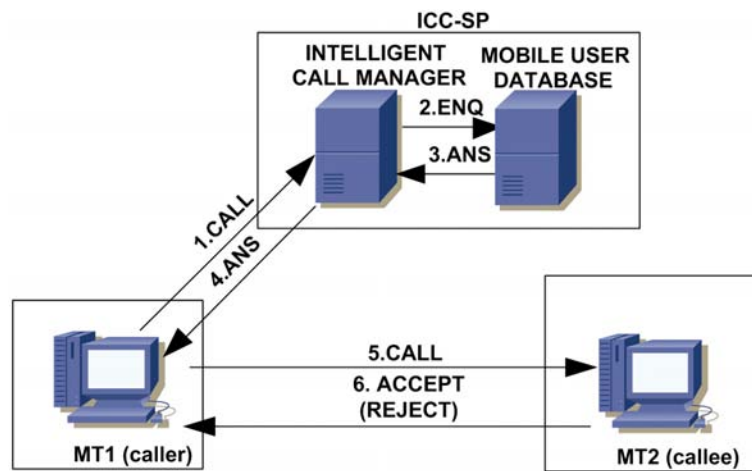 ICC-SP
INTELLIGENT
CALL MANAGER
MOBILE USER
DATABASE
2.ENQ
3.ANS
1.CALL
4.ANS
5.CALL
6. ACCEPT
(REJECT)
MT1 (caller)
MT2 (callee)